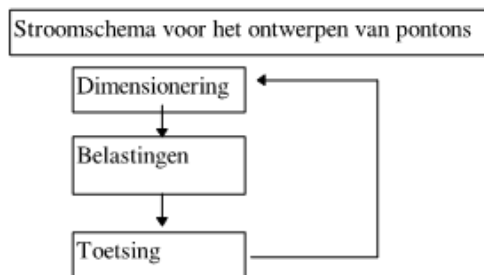 Stroomschema voor het ontwerpen van pontons
Dimensionering
Belastingen
Toetsing